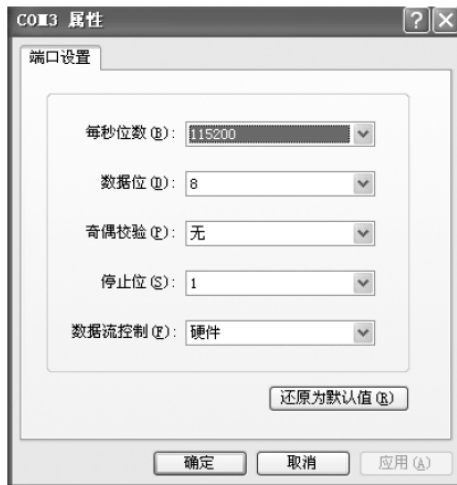 COM3 属性
端口设置
每秒位数(B): 115200
数据位(D): 8
奇偶校验(P): 无
停止位(S): 1
数据流控制(F): 硬件
还原为默认值(R)
确定 取消 应用(A)